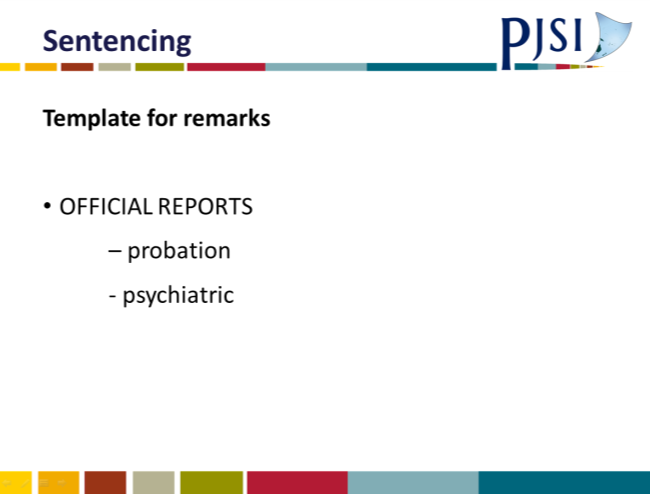 Sentencing
PJSI
Template for remarks
• OFFICIAL REPORTS
– probation
- psychiatric